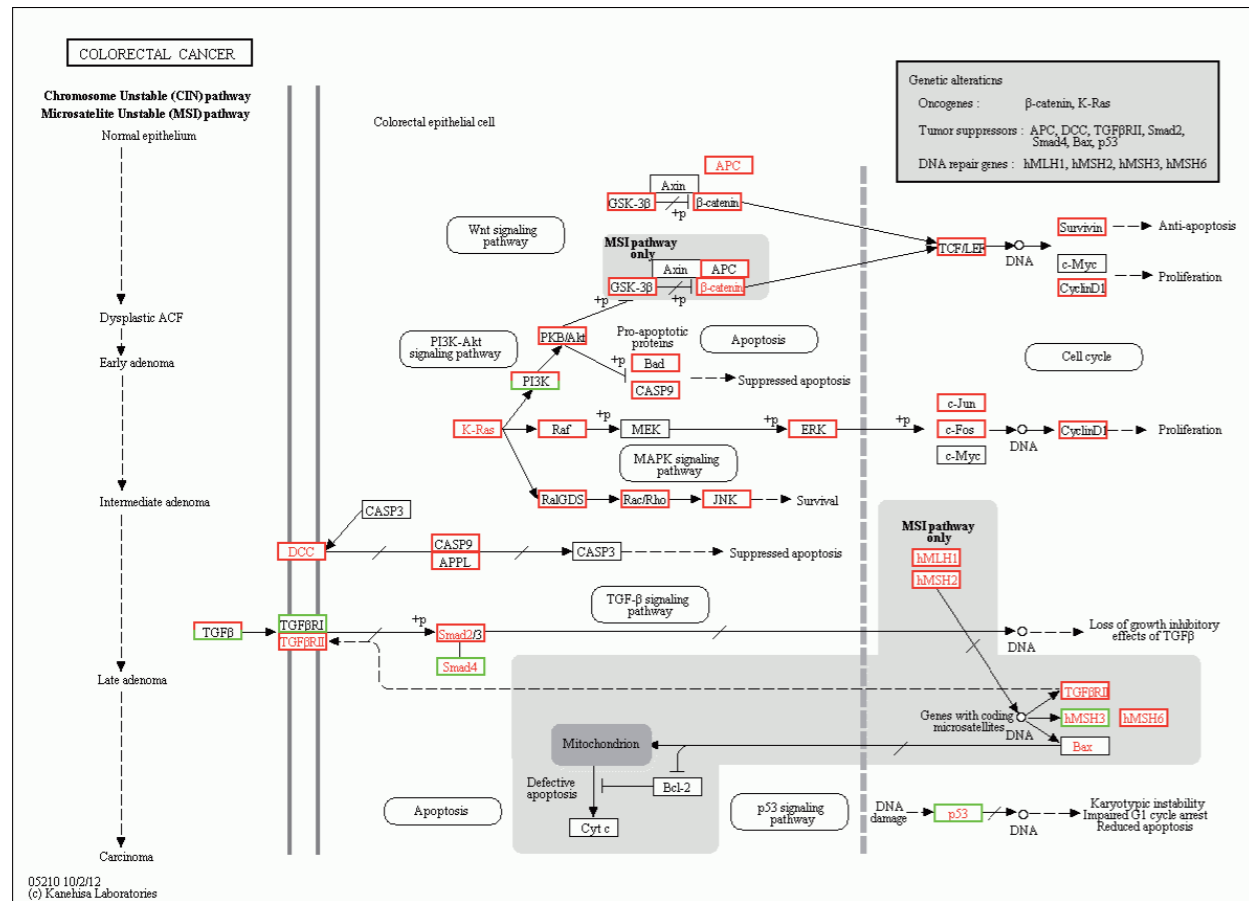 COLORECTAL CANCER
Chromosome Unstable (CIN) pathway
Microsatelite Unstable (MSI) pathway
Normal epithelium
Dysplastic ACF
Early adenoma
Intermediate adenoma
Late adenoma
Carcinoma
05210 10/2/12
(c) Kanehisa Laboratories
Colorectal epithelial cell
Genetic alterations
Oncogenes : β-catenin, K-Ras
Tumor suppressors : APC, DCC, TGFβRII, Smad2,
Smad4, Bax, p53
DNA repair genes : hMLH1, hMSH2, hMSH3, hMSH6
APC
Axin
GSK-3β
β-catenin
+p
Wnt signaling
pathway
MSI pathway
only
Axin
APC
GSK-3β
β-catenin
+p
+p
TCF/LEF
DNA
Survivin
Anti-apoptosis
c-Myc
CyclinD1
Proliferation
PKB/Akt
PI3K-Akt
signaling pathway
PI3K
Pro-apoptotic
proteins
+p
Bad
CASP9
Apoptosis
Suppressed apoptosis
Cell cycle
K-Ras
Raf
+p
MEK
+p
ERK
+p
c-Jun
c-Fos
c-Myc
DNA
CyclinD1
Proliferation
MAPK signaling
pathway
RalGDS
Rac/Rho
JNK
Survival
CASP3
DCC
CASP9
APPL
CASP3
Suppressed apoptosis
MSI pathway
only
hMLH1
hMSH2
TGF-β signaling
pathway
TGFβ
TGFβRI
TGFβRII
+p
Smad2/3
Smad4
DNA
Loss of growth inhibitory
effects of TGFβ
Genes with coding
microsatellites
DNA
TGFβRII
hMSH3
hMSH6
Bax
Mitochondrion
Defective
apoptosis
Bcl-2
Cyt c
Apoptosis
p53 signaling
pathway
DNA
damage
p53
DNA
Karyotypic instability
Impaired G1 cycle arrest
Reduced apoptosis